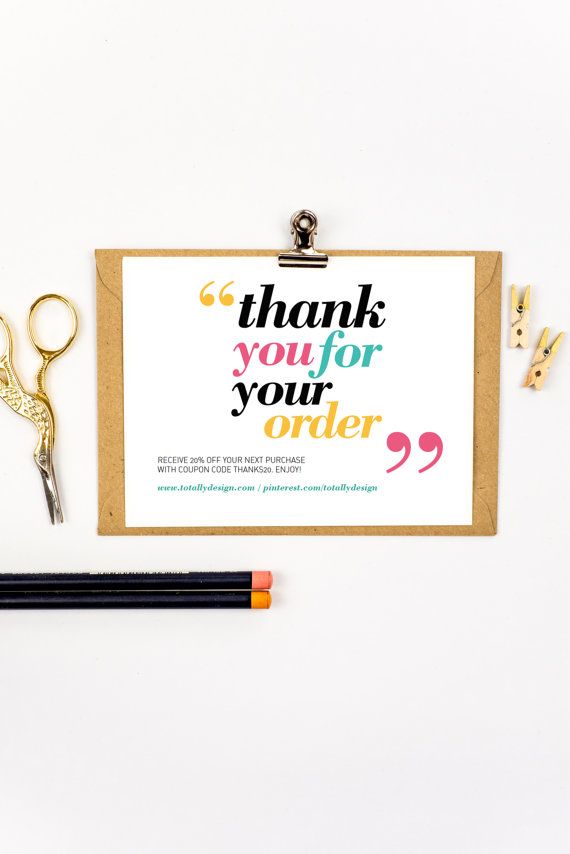 “thank
you for
your
order”
RECEIVE 20% OFF YOUR NEXT PURCHASE
WITH COUPON CODE THANKS20. ENJOY!
www.totallydesign.com / pinterest.com/totallydesign